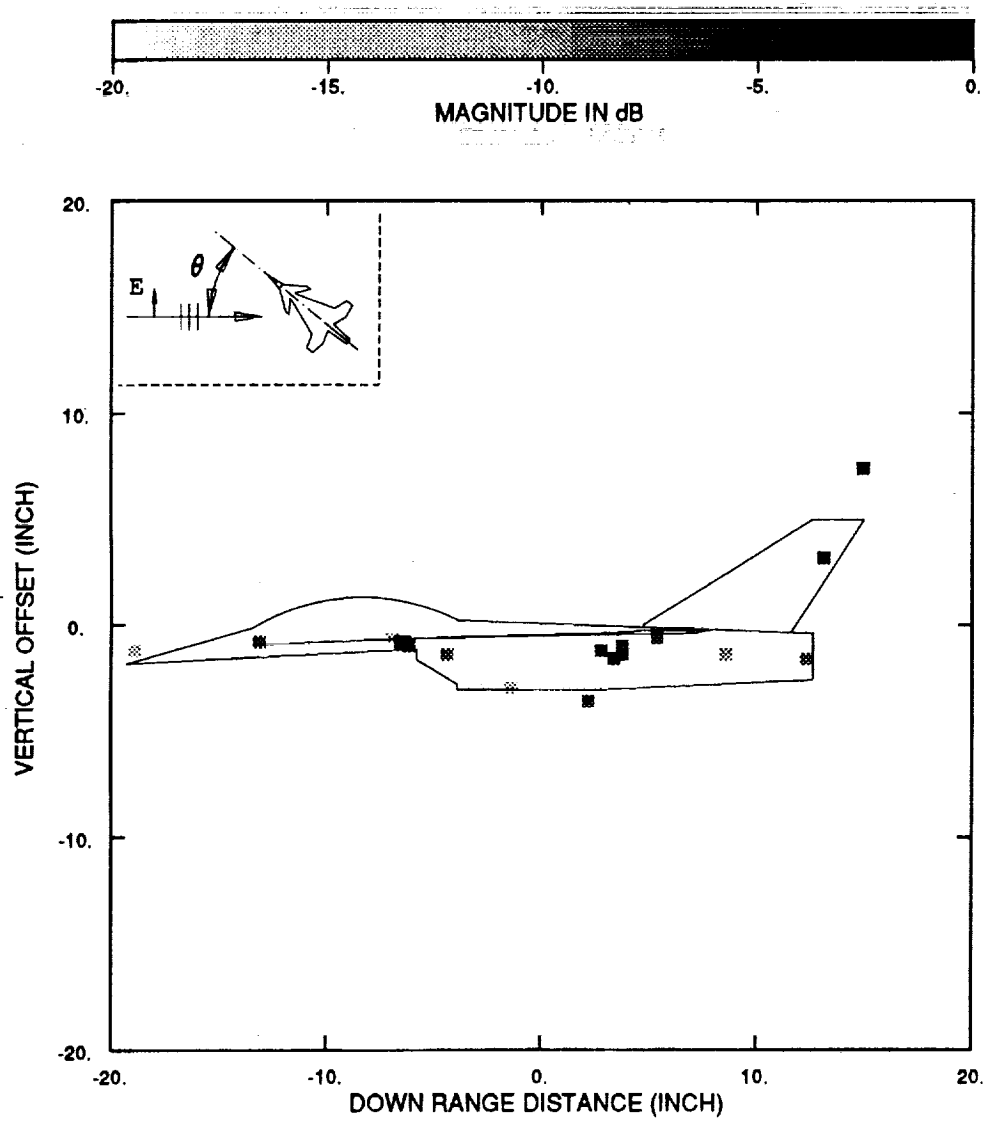 -20. -15. -10. -5. 0.
MAGNITUDE IN dB
20.
θ
E
10.
0.
-10.
-20.
VERTICAL OFFSET (INCH)
-20. -10. 0. 10. 20.
DOWN RANGE DISTANCE (INCH)